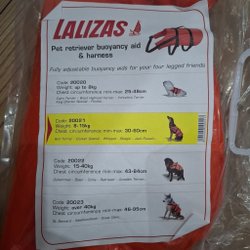 LALIZAS
Pet retriever buoyancy aid
& harness
Fully adjustable buoyancy aids for your four legged friends
Code: 20020
Weight: up to 8kg
Chest circumference min-max: 25-48cm
Code: 20021
Weight: 8-15kg
Chest circumference min-max: 30-60cm
Code: 20022
Weight: 15-40kg
Chest circumference min-max: 43-84cm
Code: 20023
Weight: over 40kg
Chest circumference min-max: 46-95cm